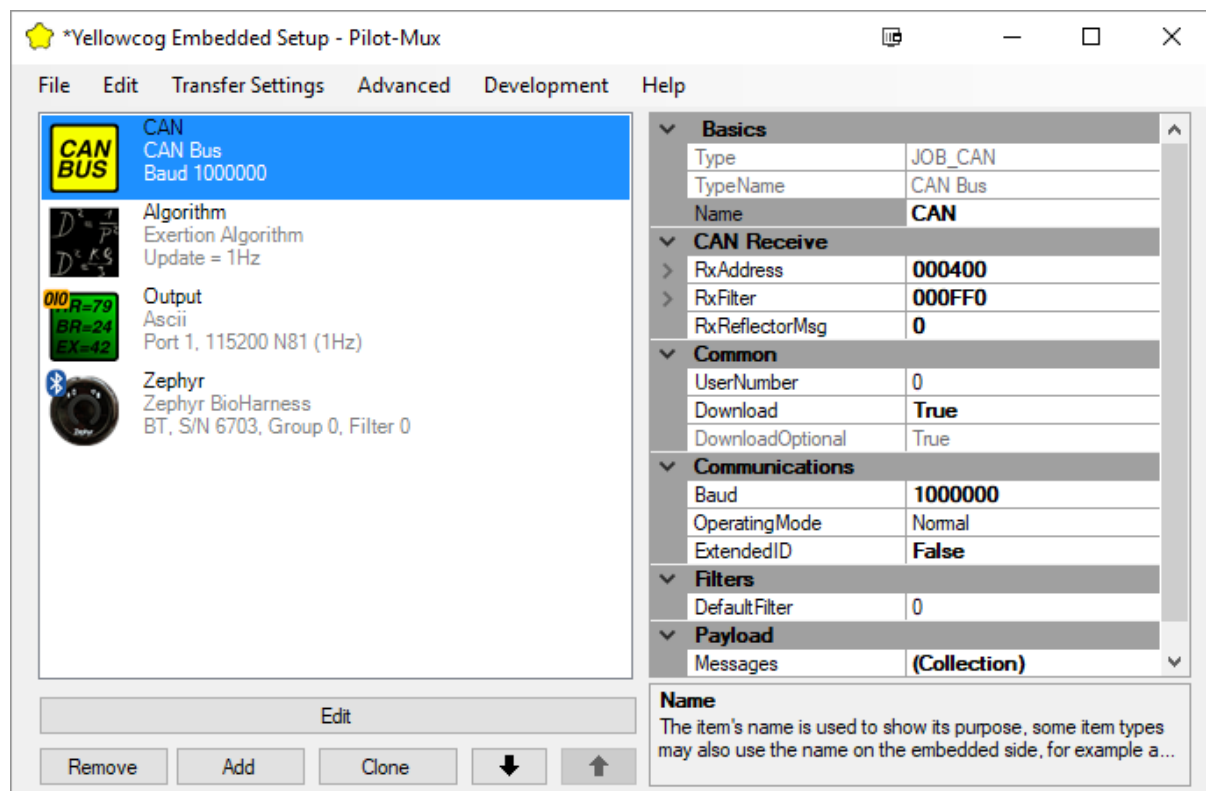 *Yellowcog Embedded Setup - Pilot-Mux
File Edit Transfer Settings Advanced Development Help
CAN BUS
CAN
CAN Bus
Baud 1000000
Algorithm
Exertion Algorithm
Update = 1Hz
010
R=79
BR=24
EX=42
Output
Ascii
Port 1, 115200 N81 (1Hz)
Zephyr
Zephyr BioHarness
BT, S/N 6703, Group 0, Filter 0
Edit
Remove Add Clone
Basics
Type JOB_CAN
TypeName CAN Bus
Name CAN
CAN Receive
RxAddress 000400
RxFilter 000FF0
RxReflectorMsg 0
Common
UserNumber 0
Download True
DownloadOptional True
Communications
Baud 1000000
OperatingMode Normal
ExtendedID False
Filters
DefaultFilter 0
Payload
Messages (Collection)
Name
The item's name is used to show its purpose, some item types
may also use the name on the embedded side, for example a...